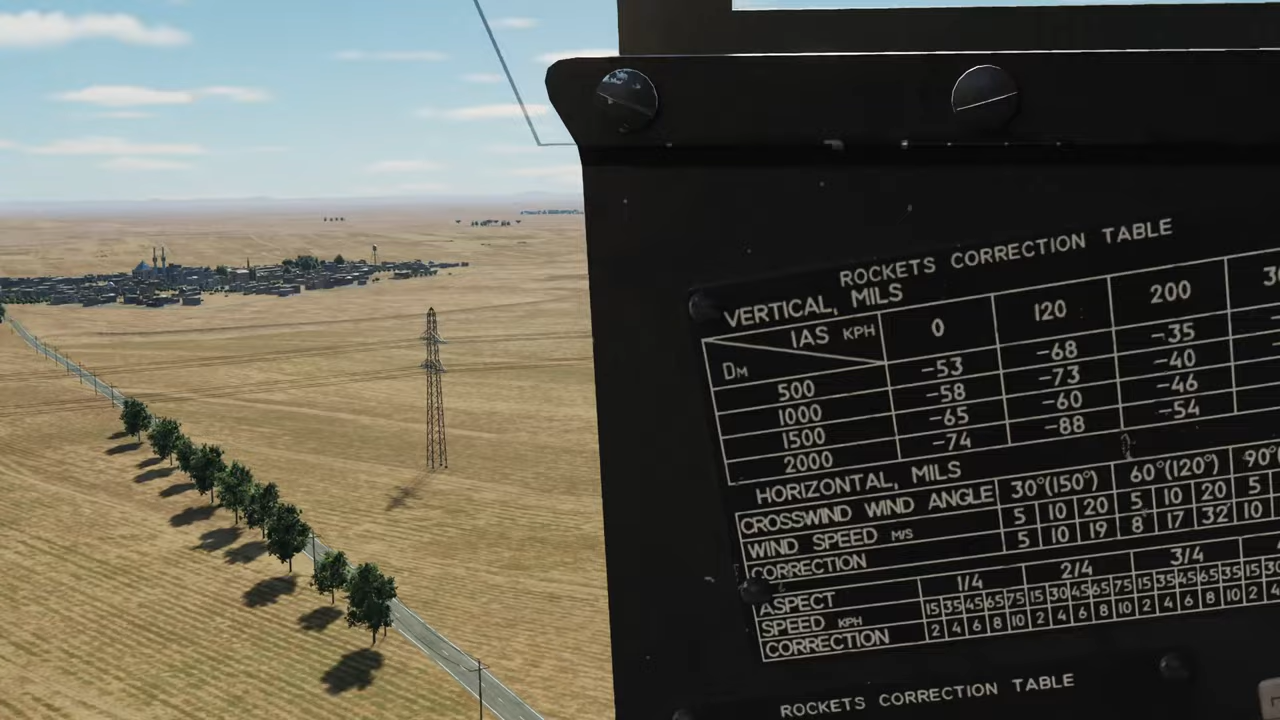 ROCKETS CORRECTION TABLE
VERTICAL, MILS
IAS KPH 0 120 200
DM
500 -53 -68 -35
1000 -58 -73 -40
1500 -65 -60 -46
2000 -74 -88 -54
HORIZONTAL, MILS
CROSSWIND WIND ANGLE 30°(150°) 60°(120°) 90°
WIND SPEED M/S 5 10 20 5 10 20 5
CORRECTION 5 10 19 8 17 32 10
ASPECT 1/4 2/4 3/4
SPEED KPH 15 35 45 65 75 15 30 45 65 75 15 35 45 65 35 15 30
CORRECTION 2 4 6 8 10 2 4 6 8 10 2 4 6 8 10 2 4
ROCKETS CORRECTION TABLE